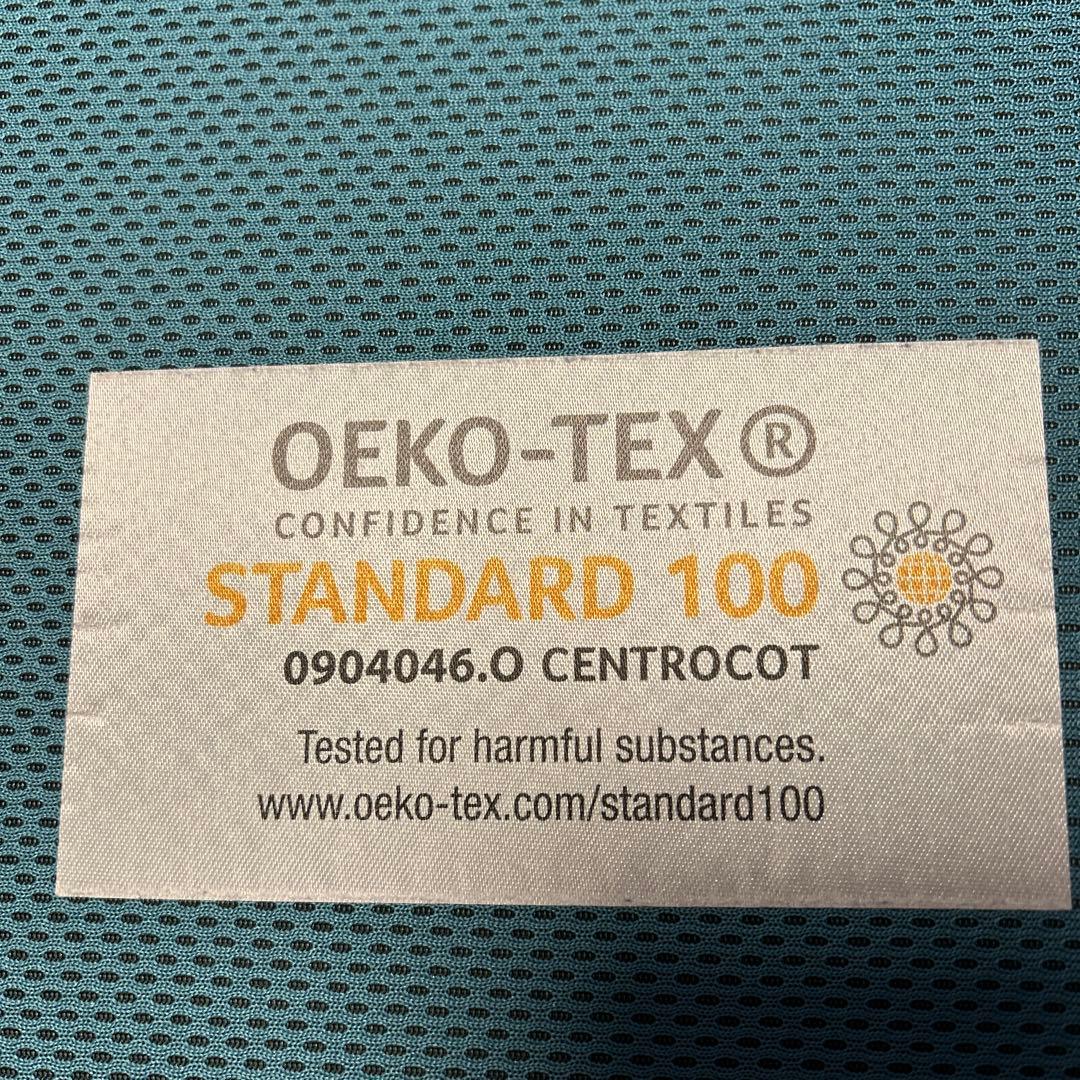 OEKO-TEX®
CONFIDENCE IN TEXTILES
STANDARD 100
0904046.O CENTROCOT
Tested for harmful substances.
www.oeko-tex.com/standard100